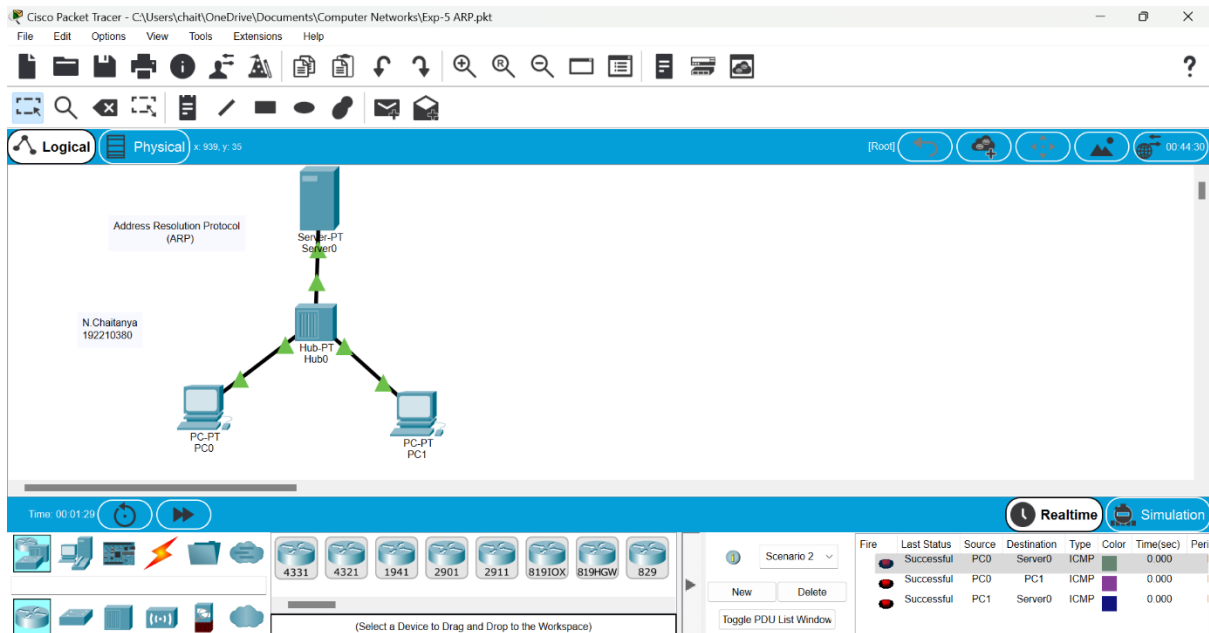 Cisco Packet Tracer - C:\Users\chait\OneDrive\Documents\Computer Networks\Exp-5 ARP.pkt
File Edit Options View Tools Extensions Help
Logical Physical x: 939, y: 35 [Root] 00:44:30
Address Resolution Protocol
(ARP)
Server-PT
Server0
N.Chaitanya
192210380
Hub-PT
Hub0
PC-PT
PC0
PC-PT
PC1
Time: 00:01:29 Realtime Simulation
4331 4321 1941 2901 2911 819IOX 819HGW 829
(Select a Device to Drag and Drop to the Workspace)
Scenario 2
New Delete
Toggle PDU List Window
Fire Last Status Source Destination Type Color Time(sec) Peri
Successful PC0 Server0 ICMP 0.000
Successful PC0 PC1 ICMP 0.000
Successful PC1 Server0 ICMP 0.000